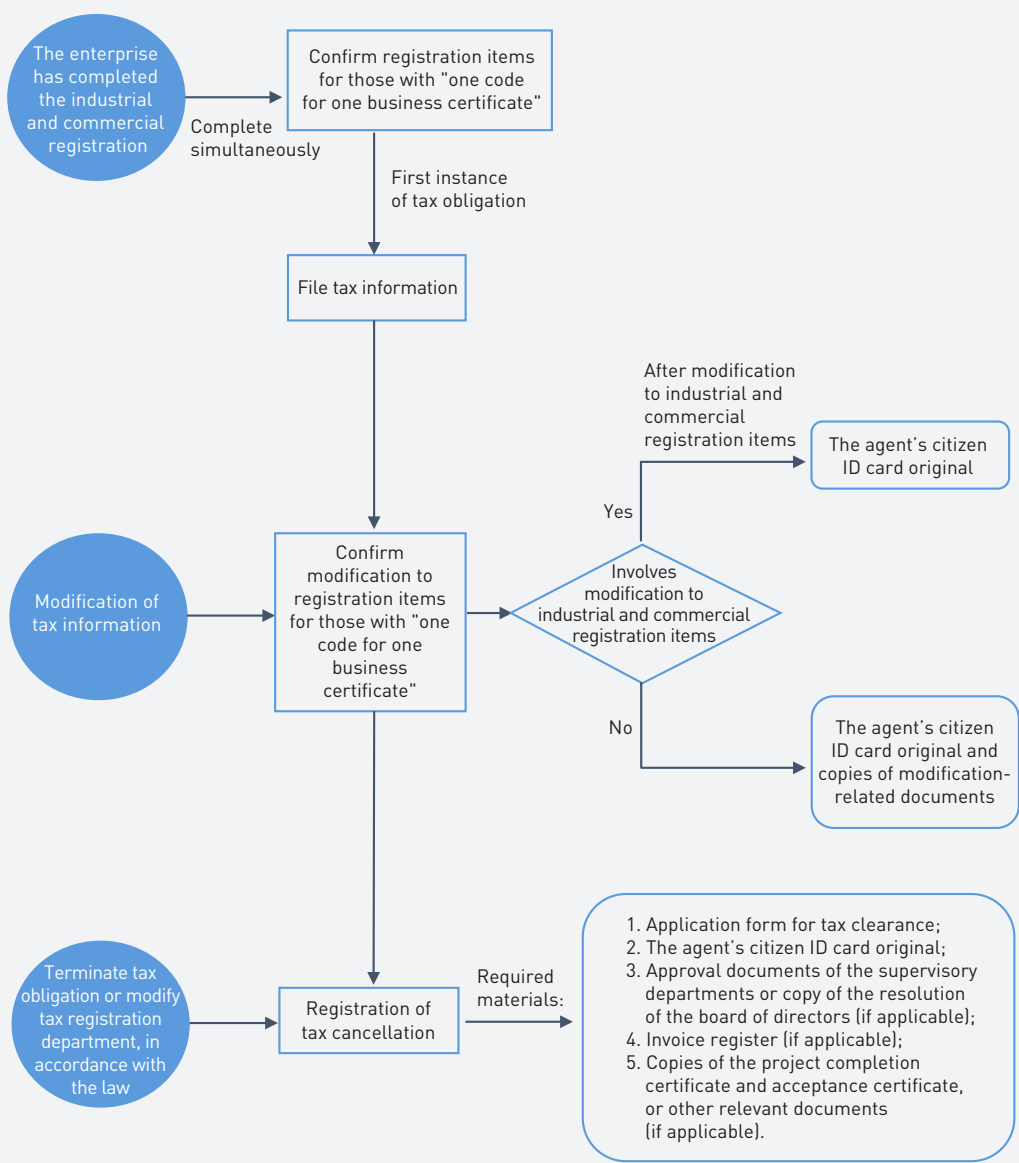 The enterprise
has completed
the industrial
and commercial
registration
Complete
simultaneously
Confirm registration items
for those with "one code
for one business certificate"
First instance
of tax obligation
File tax information
Modification of
tax information
Confirm
modification to
registration items
for those with "one
code for one
business
certificate"
Involves
modification to
industrial and commercial
registration items
Yes
After modification
to industrial and
commercial
registration items
The agent's citizen
ID card original
No
The agent's citizen
ID card original and
copies of modification-
related documents
Terminate tax
obligation or modify
tax registration
department, in
accordance with
the law
Registration of
tax cancellation
Required
materials:
1. Application form for tax clearance;
2. The agent's citizen ID card original;
3. Approval documents of the supervisory
departments or copy of the resolution
of the board of directors (if applicable);
4. Invoice register (if applicable);
5. Copies of the project completion
certificate and acceptance certificate,
or other relevant documents
(if applicable).